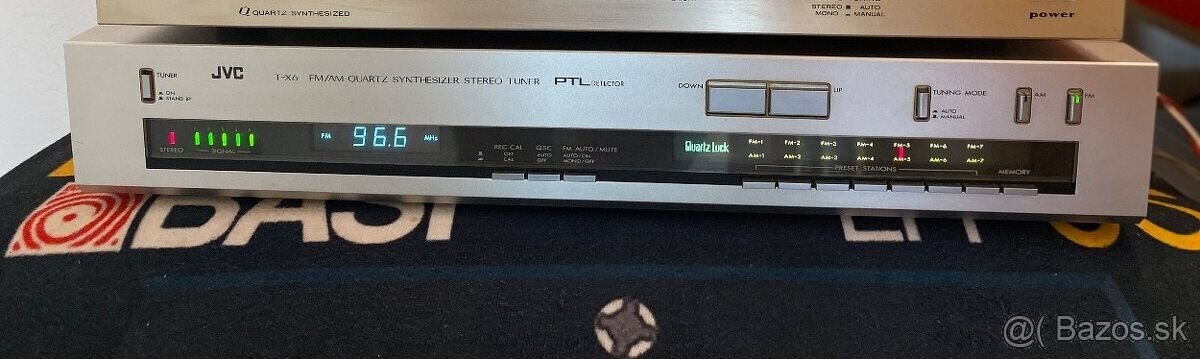 Q QUARTZ SYNTHESIZED
STEREO AUTO
MONO MANUAL
power
TUNER
ON
STAND BY
JVC
T-X6 FM/AM QUARTZ SYNTHESIZER STEREO TUNER PTL DETECTOR
DOWN
UP
TUNING MODE
AUTO
MANUAL
AM
FM
STEREO
SIGNAL
FM 96.6 MHz
REC CAL
OFF
CAL
QSC
AUTO
OFF
FM AUTO/MUTE
AUTO/ON
MONO/OFF
Quartz Lock
FM-1 FM-2 FM-3 FM-4 FM-5 FM-6 FM-7
AM-1 AM-2 AM-3 AM-4 AM-5 AM-6 AM-7
PRESET STATIONS
MEMORY
BASF
@( Bazos.sk